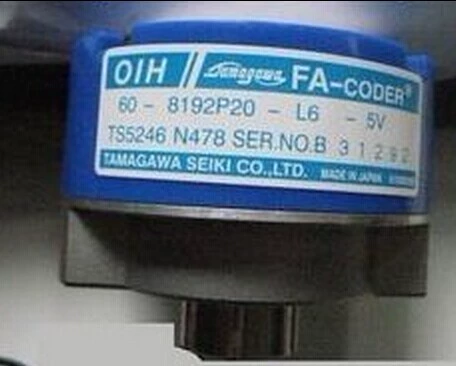 OIH Tamagawa FA-CODER®
60 - 8192P20 - L6 - 5V
TS5246 N478 SER.NO.B 3 1 2 9 2
TAMAGAWA SEIKI CO.,LTD. MADE IN JAPAN